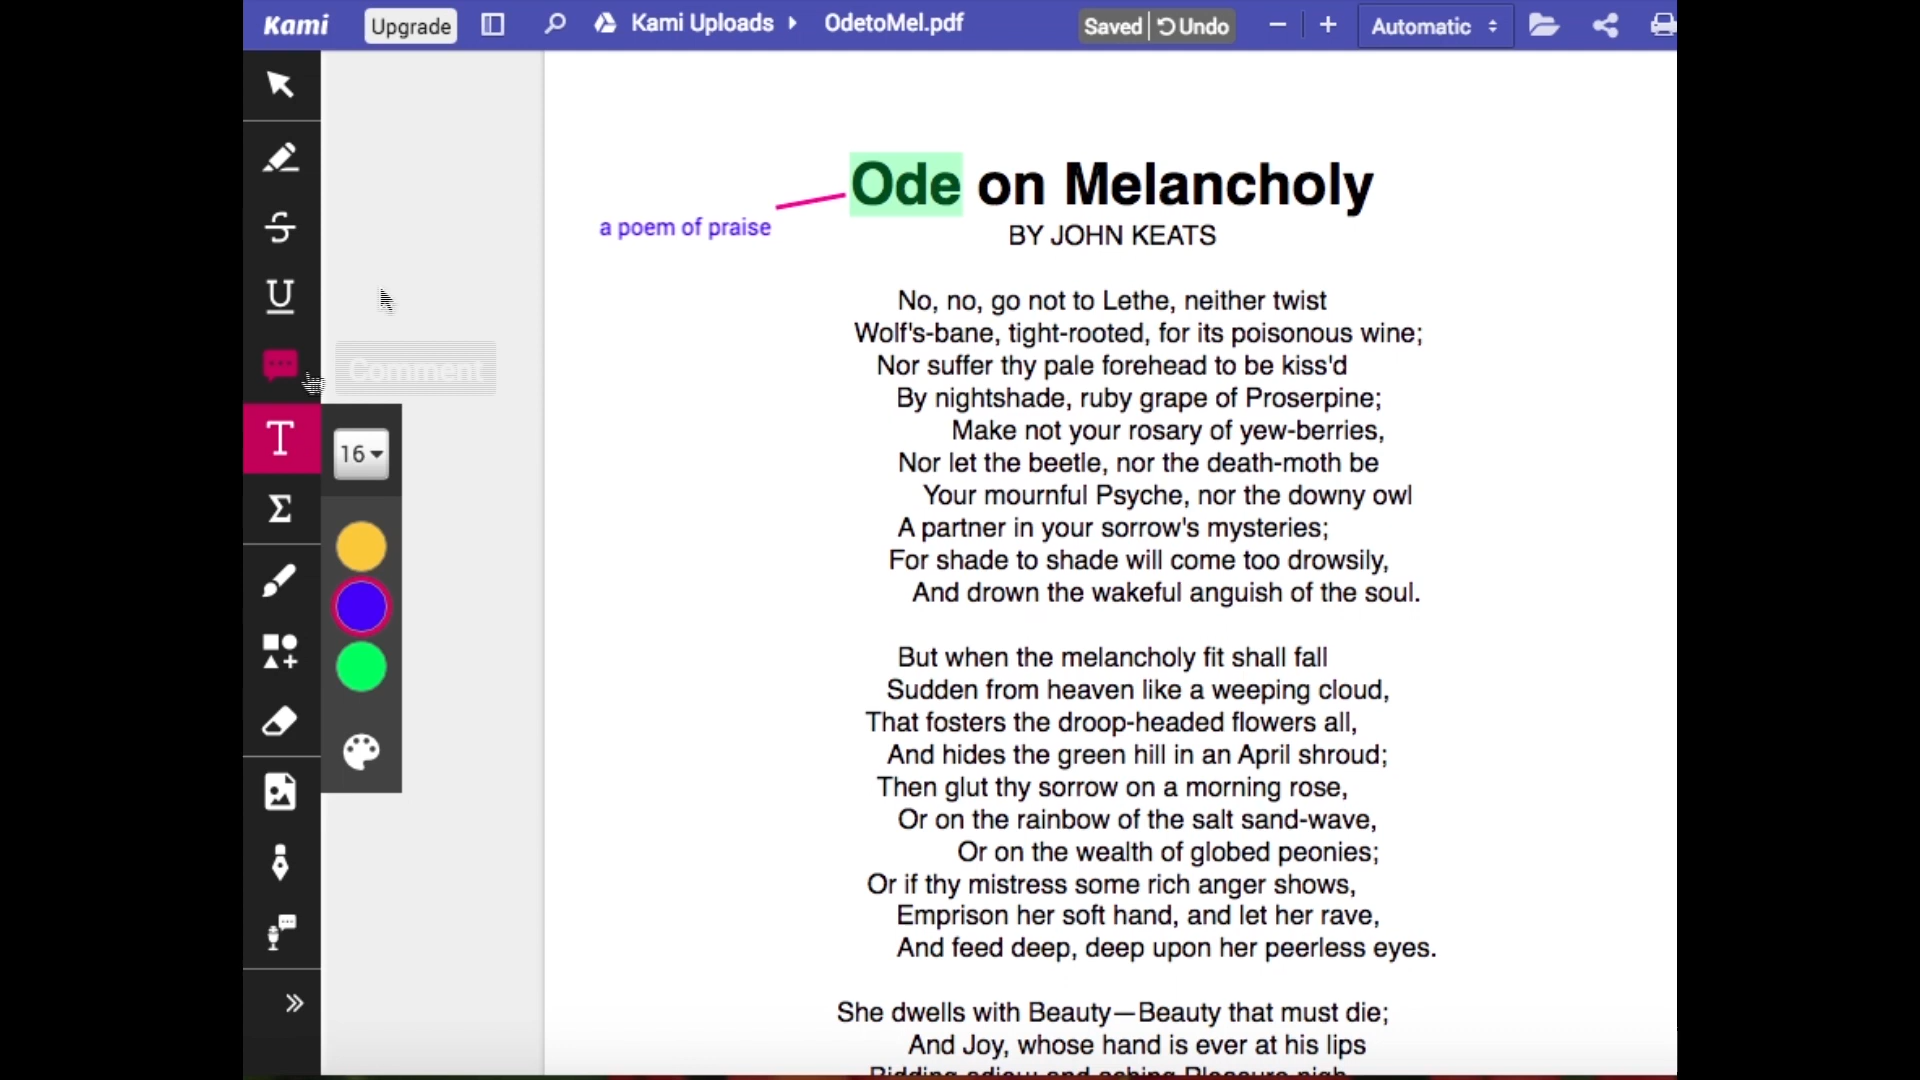 Kami Upgrade Kami Uploads OdetoMel.pdf Saved Undo − + Automatic
Ode on Melancholy
a poem of praise
BY JOHN KEATS
No, no, go not to Lethe, neither twist
Wolf's-bane, tight-rooted, for its poisonous wine;
Nor suffer thy pale forehead to be kiss'd
By nightshade, ruby grape of Proserpine;
Make not your rosary of yew-berries,
Nor let the beetle, nor the death-moth be
Your mournful Psyche, nor the downy owl
A partner in your sorrow's mysteries;
For shade to shade will come too drowsily,
And drown the wakeful anguish of the soul.
But when the melancholy fit shall fall
Sudden from heaven like a weeping cloud,
That fosters the droop-headed flowers all,
And hides the green hill in an April shroud;
Then glut thy sorrow on a morning rose,
Or on the rainbow of the salt sand-wave,
Or on the wealth of globed peonies;
Or if thy mistress some rich anger shows,
Emprison her soft hand, and let her rave,
And feed deep, deep upon her peerless eyes.
She dwells with Beauty—Beauty that must die;
And Joy, whose hand is ever at his lips
Bidding adieu; and aching Pleasure nigh,
Comment
T
16
Σ